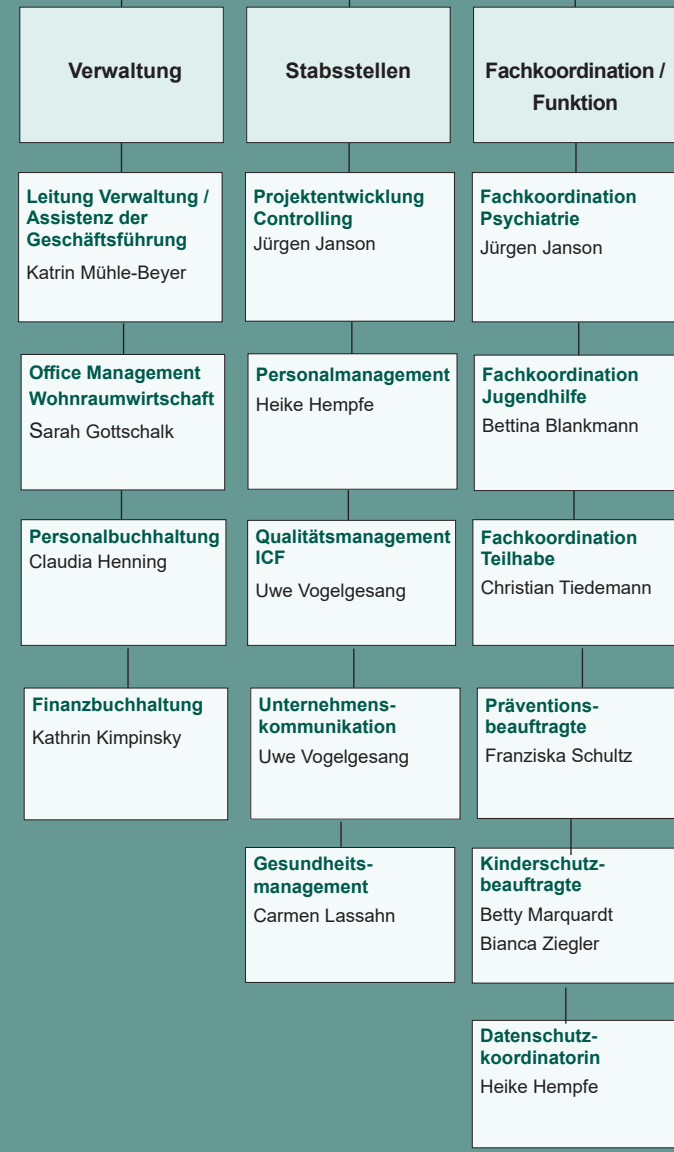 Verwaltung
Leitung Verwaltung /
Assistenz der
Geschäftsführung
Katrin Mühle-Beyer
Office Management
Wohnraumwirtschaft
Sarah Gottschalk
Personalbuchhaltung
Claudia Henning
Finanzbuchhaltung
Kathrin Kimpinsky
Stabsstellen
Projektentwicklung
Controlling
Jürgen Janson
Personalmanagement
Heike Hempfe
Qualitätsmanagement
ICF
Uwe Vogelgesang
Unternehmens-
kommunikation
Uwe Vogelgesang
Gesundheits-
management
Carmen Lassahn
Fachkoordination /
Funktion
Fachkoordination
Psychiatrie
Jürgen Janson
Fachkoordination
Jugendhilfe
Bettina Blankmann
Fachkoordination
Teilhabe
Christian Tiedemann
Präventions-
beauftragte
Franziska Schultz
Kinderschutz-
beauftragte
Betty Marquardt
Bianca Ziegler
Datenschutz-
koordinatorin
Heike Hempfe